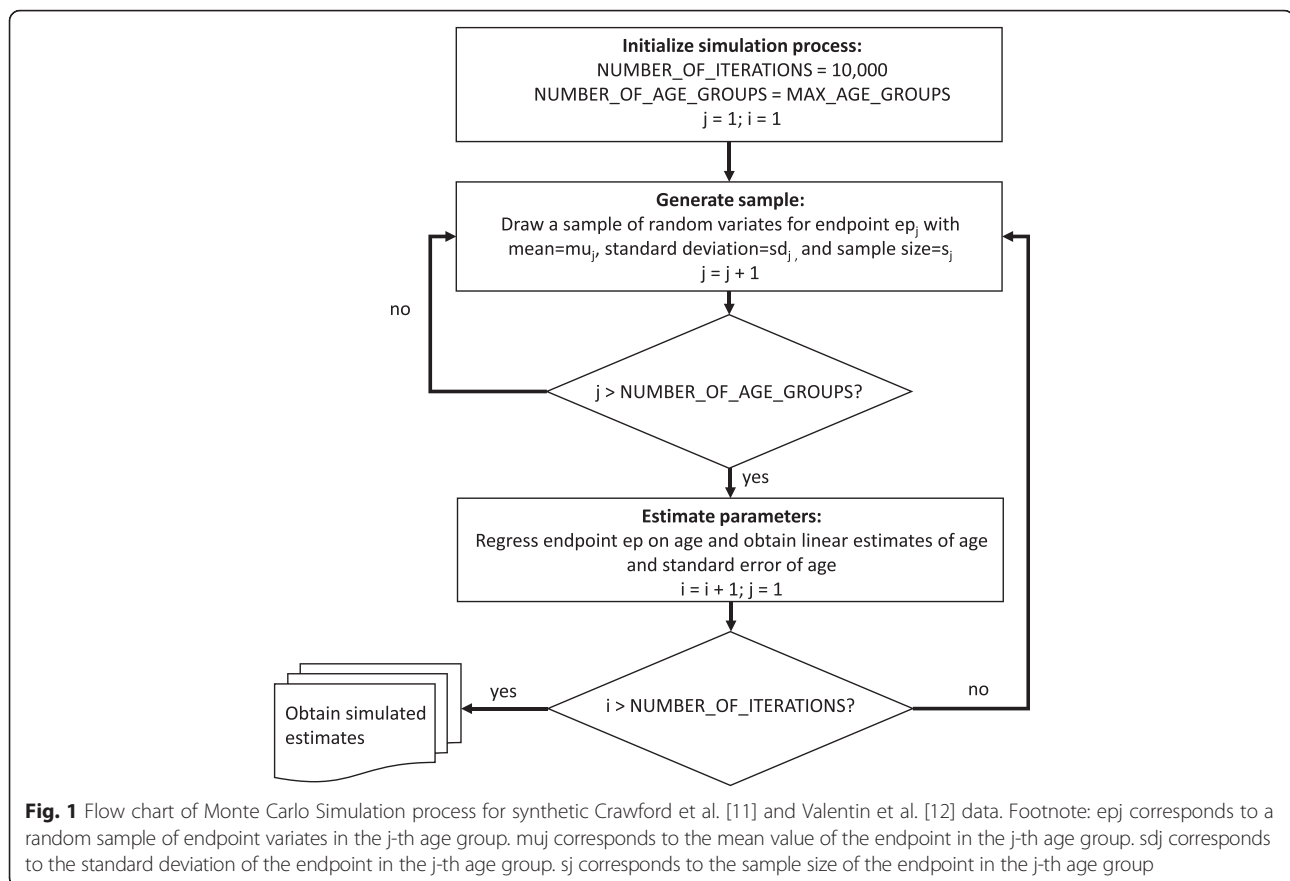 Initialize simulation process:
NUMBER_OF_ITERATIONS = 10,000
NUMBER_OF_AGE_GROUPS = MAX_AGE_GROUPS
j = 1; i = 1
Generate sample:
Draw a sample of random variates for endpoint epj with
mean=muj, standard deviation=sdj , and sample size=sj
j = j + 1
no
j > NUMBER_OF_AGE_GROUPS?
yes
Estimate parameters:
Regress endpoint ep on age and obtain linear estimates of age
and standard error of age
i = i + 1; j = 1
yes
no
i > NUMBER_OF_ITERATIONS?
Obtain simulated
estimates
Fig. 1 Flow chart of Monte Carlo Simulation process for synthetic Crawford et al. [11] and Valentin et al. [12] data. Footnote: epj corresponds to a
random sample of endpoint variates in the j-th age group. muj corresponds to the mean value of the endpoint in the j-th age group. sdj corresponds
to the standard deviation of the endpoint in the j-th age group. sj corresponds to the sample size of the endpoint in the j-th age group